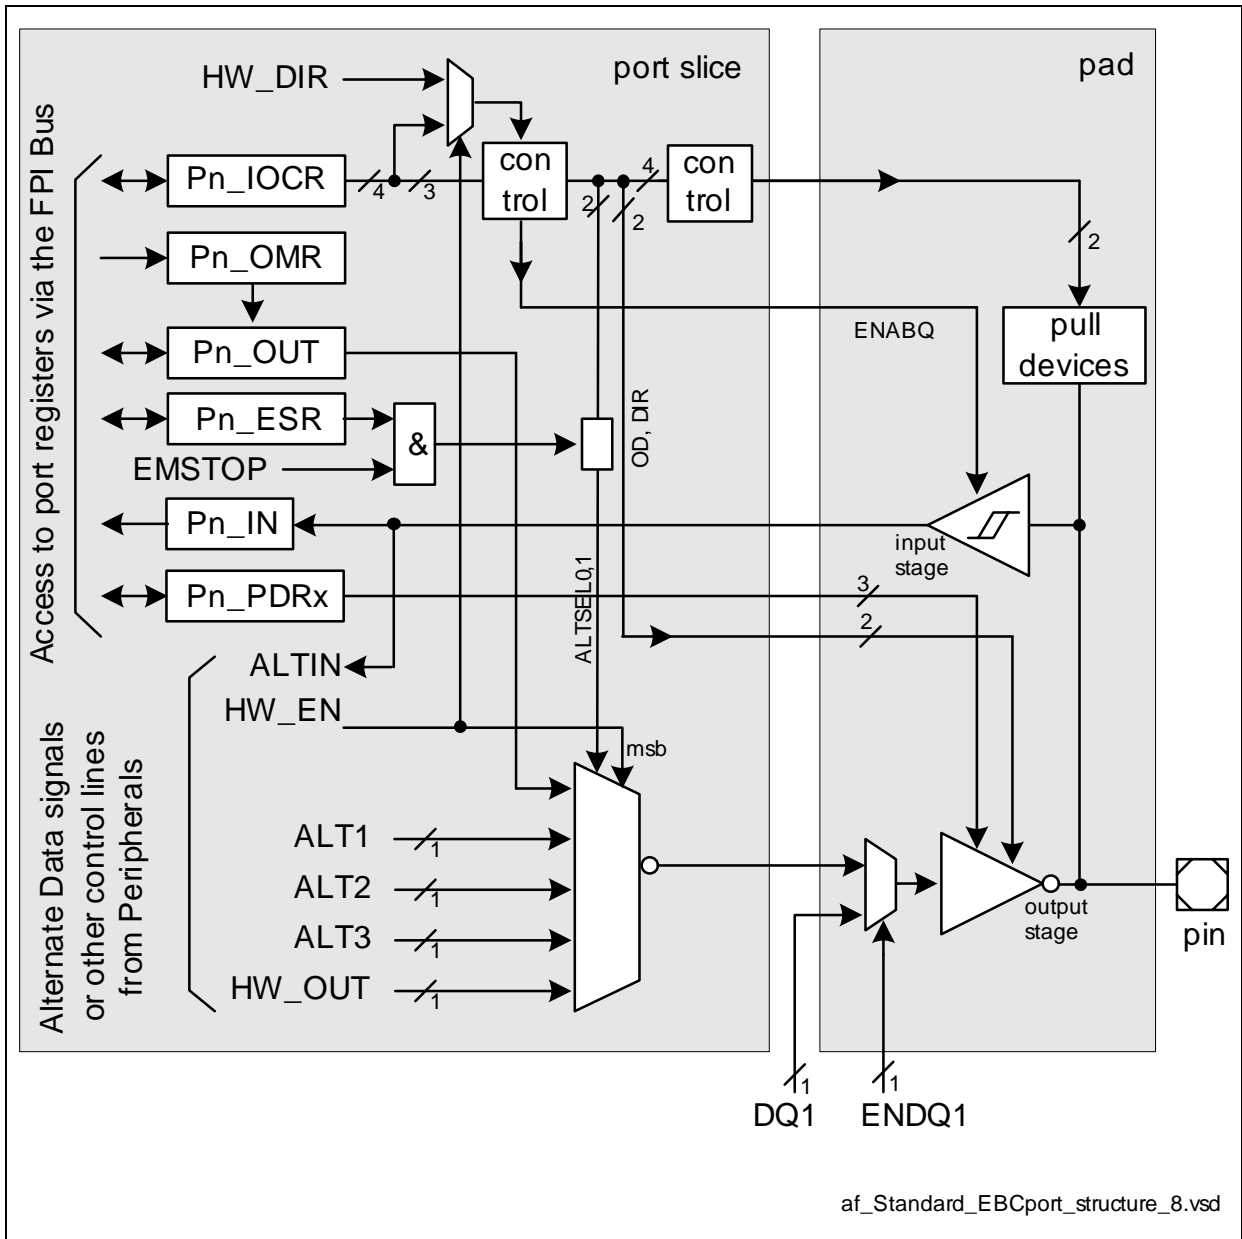 port slice
pad
HW_DIR
Access to port registers via the FPI Bus
Pn_IOCR
4
3
con
trol
2
2
4
con
trol
2
Pn_OMR
Pn_OUT
ENABQ
pull
devices
Pn_ESR
&
OD, DIR
EMSTOP
Pn_IN
input
stage
ALTSEL0,1
Pn_PDRx
3
2
ALTIN
HW_EN
msb
Alternate Data signals
or other control lines
from Peripherals
ALT1
1
ALT2
1
ALT3
1
HW_OUT
1
output
stage
pin
1
1
DQ1
ENDQ1
af_Standard_EBCport_structure_8.vsd